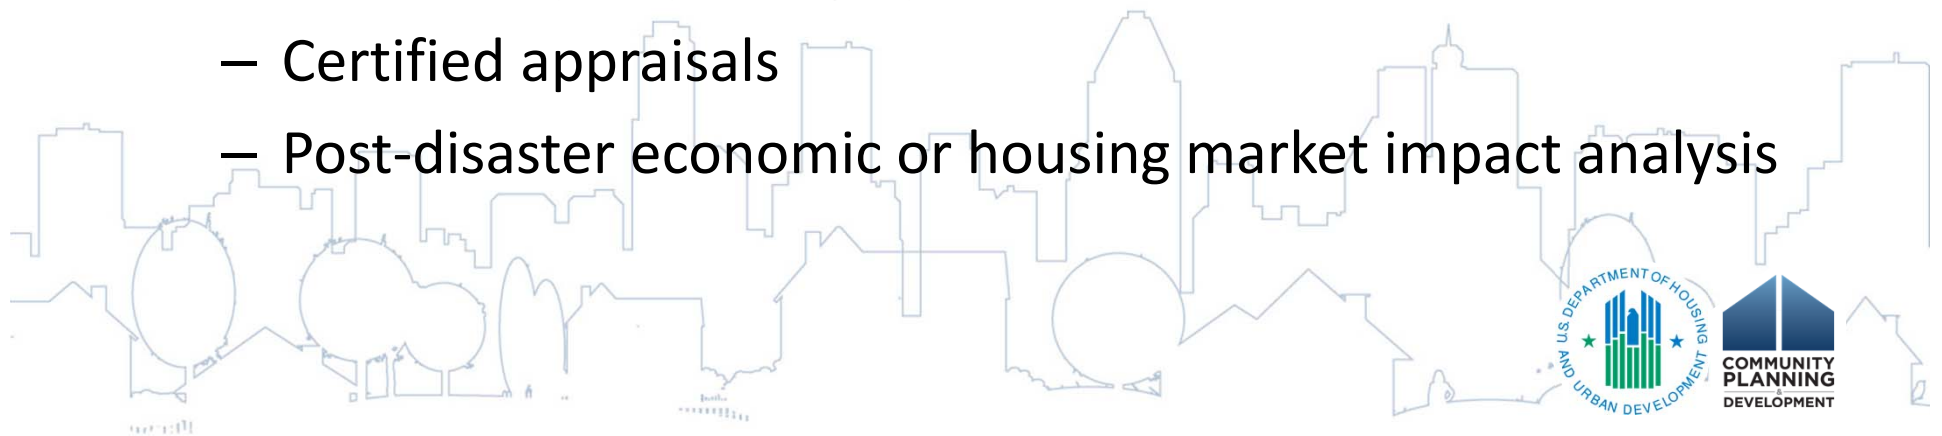 – Certified appraisals
– Post-disaster economic or housing market impact analysis
U.S. DEPARTMENT OF HOUSING
AND URBAN DEVELOPMENT
COMMUNITY
PLANNING
&
DEVELOPMENT